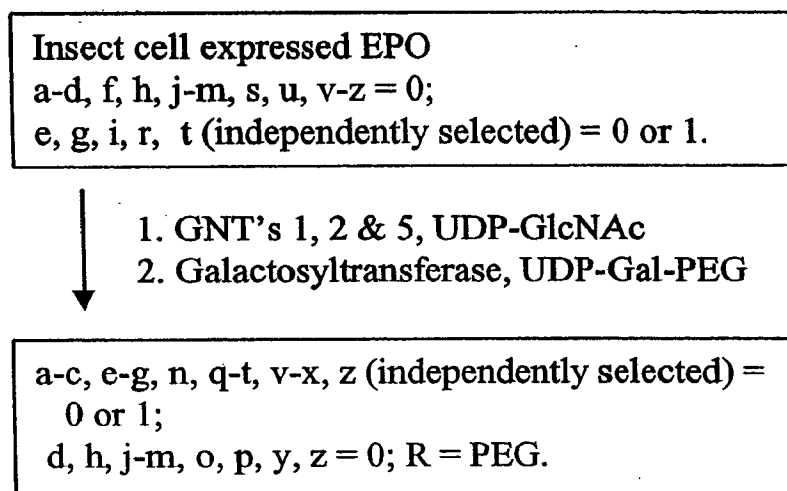 Insect cell expressed EPO
a-d, f, h, j-m, s, u, v-z = 0;
e, g, i, r, t (independently selected) = 0 or 1.
1. GNT's 1, 2 & 5, UDP-GlcNAc
2. Galactosyltransferase, UDP-Gal-PEG
a-c, e-g, n, q-t, v-x, z (independently selected) =
0 or 1;
d, h, j-m, o, p, y, z = 0; R = PEG.